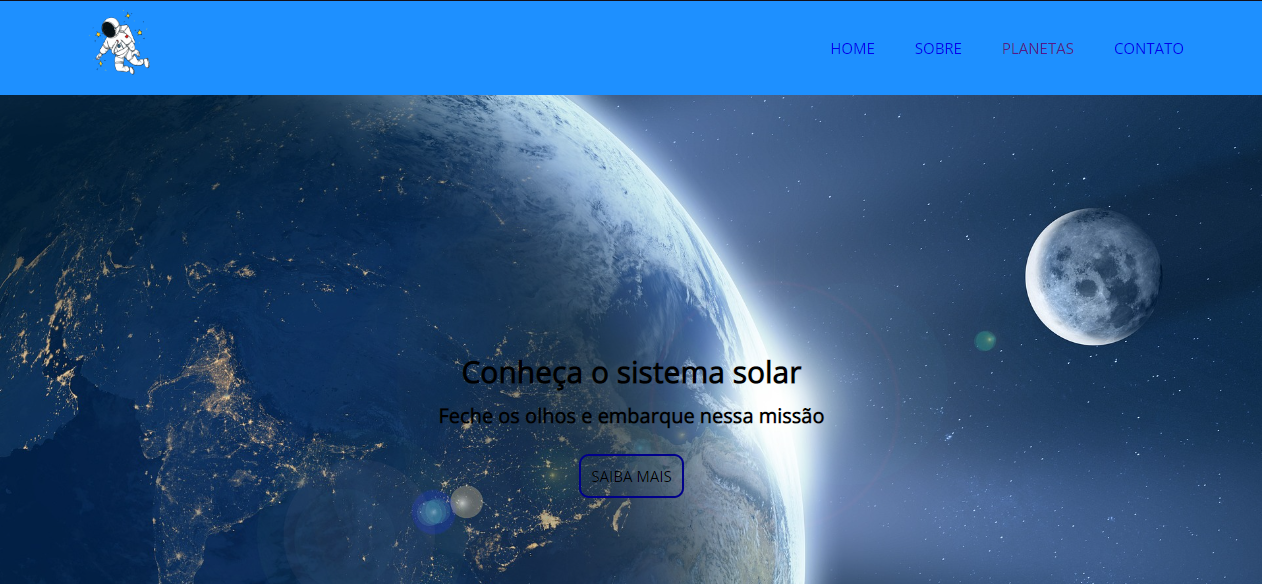 HOME SOBRE PLANETAS CONTATO
Conheça o sistema solar
Feche os olhos e embarque nessa missão
SAIBA MAIS